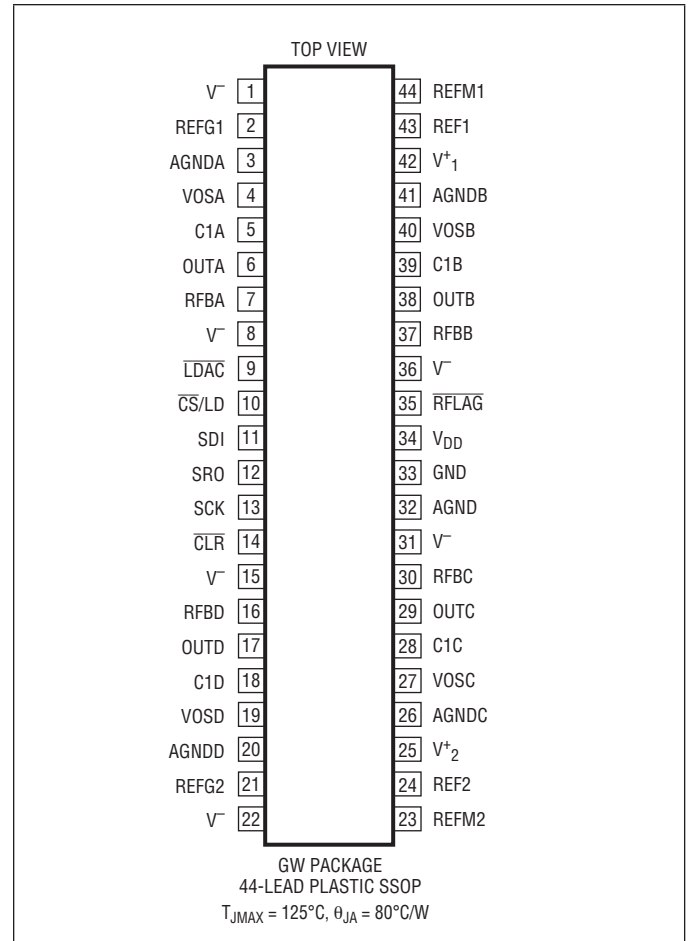 TOP VIEW
V– 1 44 REFM1
REFG1 2 43 REF1
AGNDA 3 42 V+1
VOSA 4 41 AGNDB
C1A 5 40 VOSB
OUTA 6 39 C1B
RFBA 7 38 OUTB
V– 8 37 RFBB
LDAC 9 36 V–
CS/LD 10 35 RFLAG
SDI 11 34 VDD
SRO 12 33 GND
SCK 13 32 AGND
CLR 14 31 V–
V– 15 30 RFBC
RFBD 16 29 OUTC
OUTD 17 28 C1C
C1D 18 27 VOSC
VOSD 19 26 AGNDC
AGNDD 20 25 V+2
REFG2 21 24 REF2
V– 22 23 REFM2
GW PACKAGE
44-LEAD PLASTIC SSOP
TJMAX = 125°C, θJA = 80°C/W